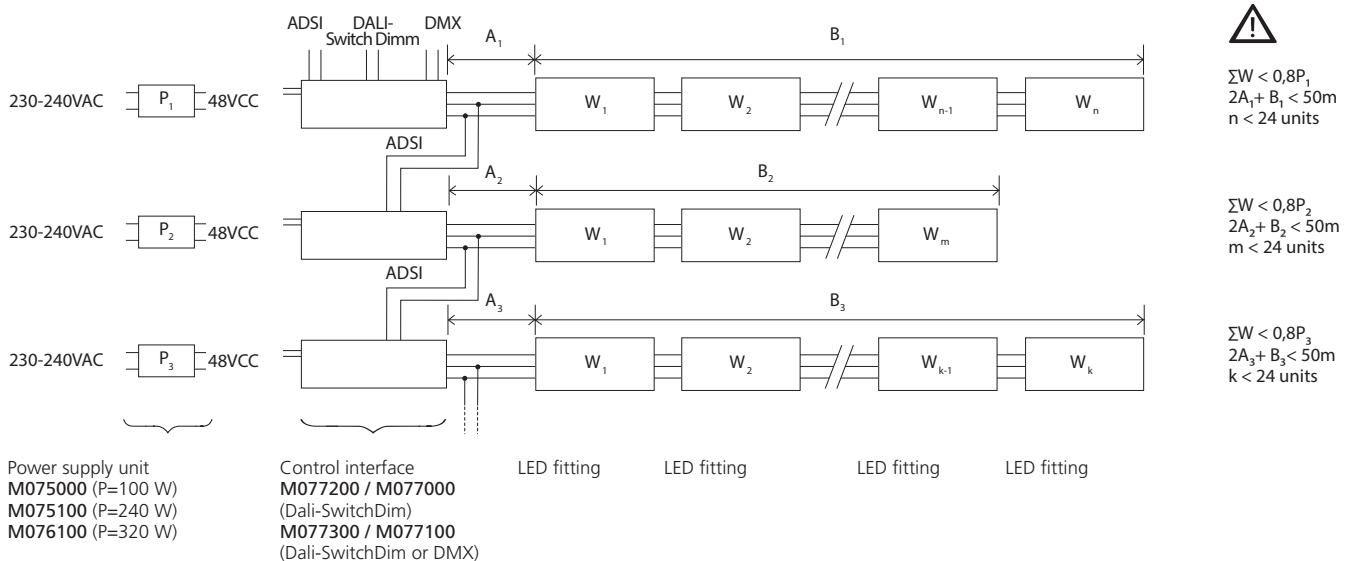 ADSI DALI- DMX
Switch Dimm
A₁ B₁
230-240VAC P₁ 48VCC W₁ W₂ Wₙ₋₁ Wₙ
∑W < 0,8P₁
2A₁+ B₁ < 50m
n < 24 units
ADSI
A₂ B₂
230-240VAC P₂ 48VCC W₁ W₂ Wₘ
∑W < 0,8P₂
2A₂+ B₂ < 50m
m < 24 units
ADSI
A₃ B₃
230-240VAC P₃ 48VCC W₁ W₂ Wₖ₋₁ Wₖ
∑W < 0,8P₃
2A₃+ B₃< 50m
k < 24 units
Power supply unit
M075000 (P=100 W)
M075100 (P=240 W)
M076100 (P=320 W)
Control interface
M077200 / M077000
(Dali-SwitchDim)
M077300 / M077100
(Dali-SwitchDim or DMX)
LED fitting LED fitting LED fitting LED fitting